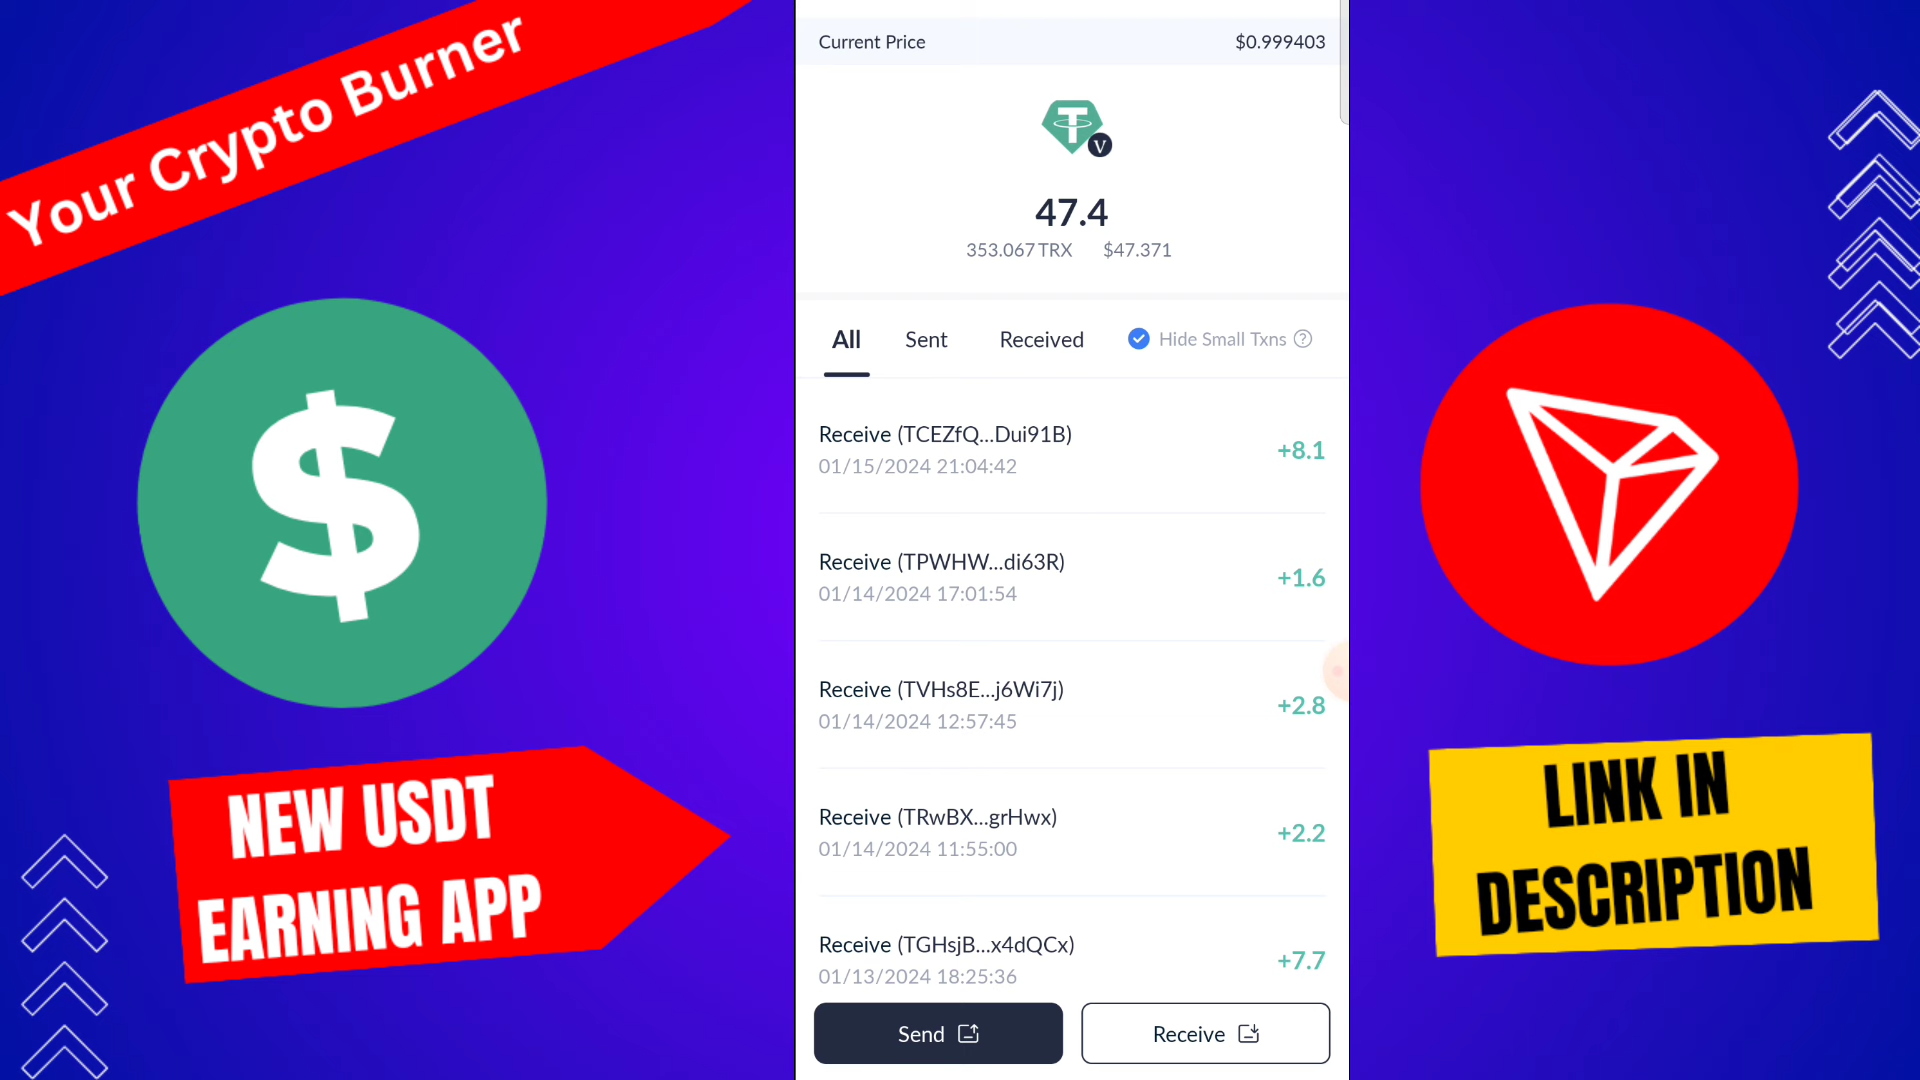 Your Crypto Burner
NEW USDT
EARNING APP
Current Price $0.999403
47.4
353.067 TRX $47.371
All Sent Received Hide Small Txns
Receive (TCEZfQ...Dui91B)
01/15/2024 21:04:42
+8.1
Receive (TPWHW...di63R)
01/14/2024 17:01:54
+1.6
Receive (TVHs8E...j6Wi7j)
01/14/2024 12:57:45
+2.8
Receive (TRwBX...grHwx)
01/14/2024 11:55:00
+2.2
Receive (TGHsjB...x4dQCx)
01/13/2024 18:25:36
+7.7
Send Receive
LINK IN
DESCRIPTION